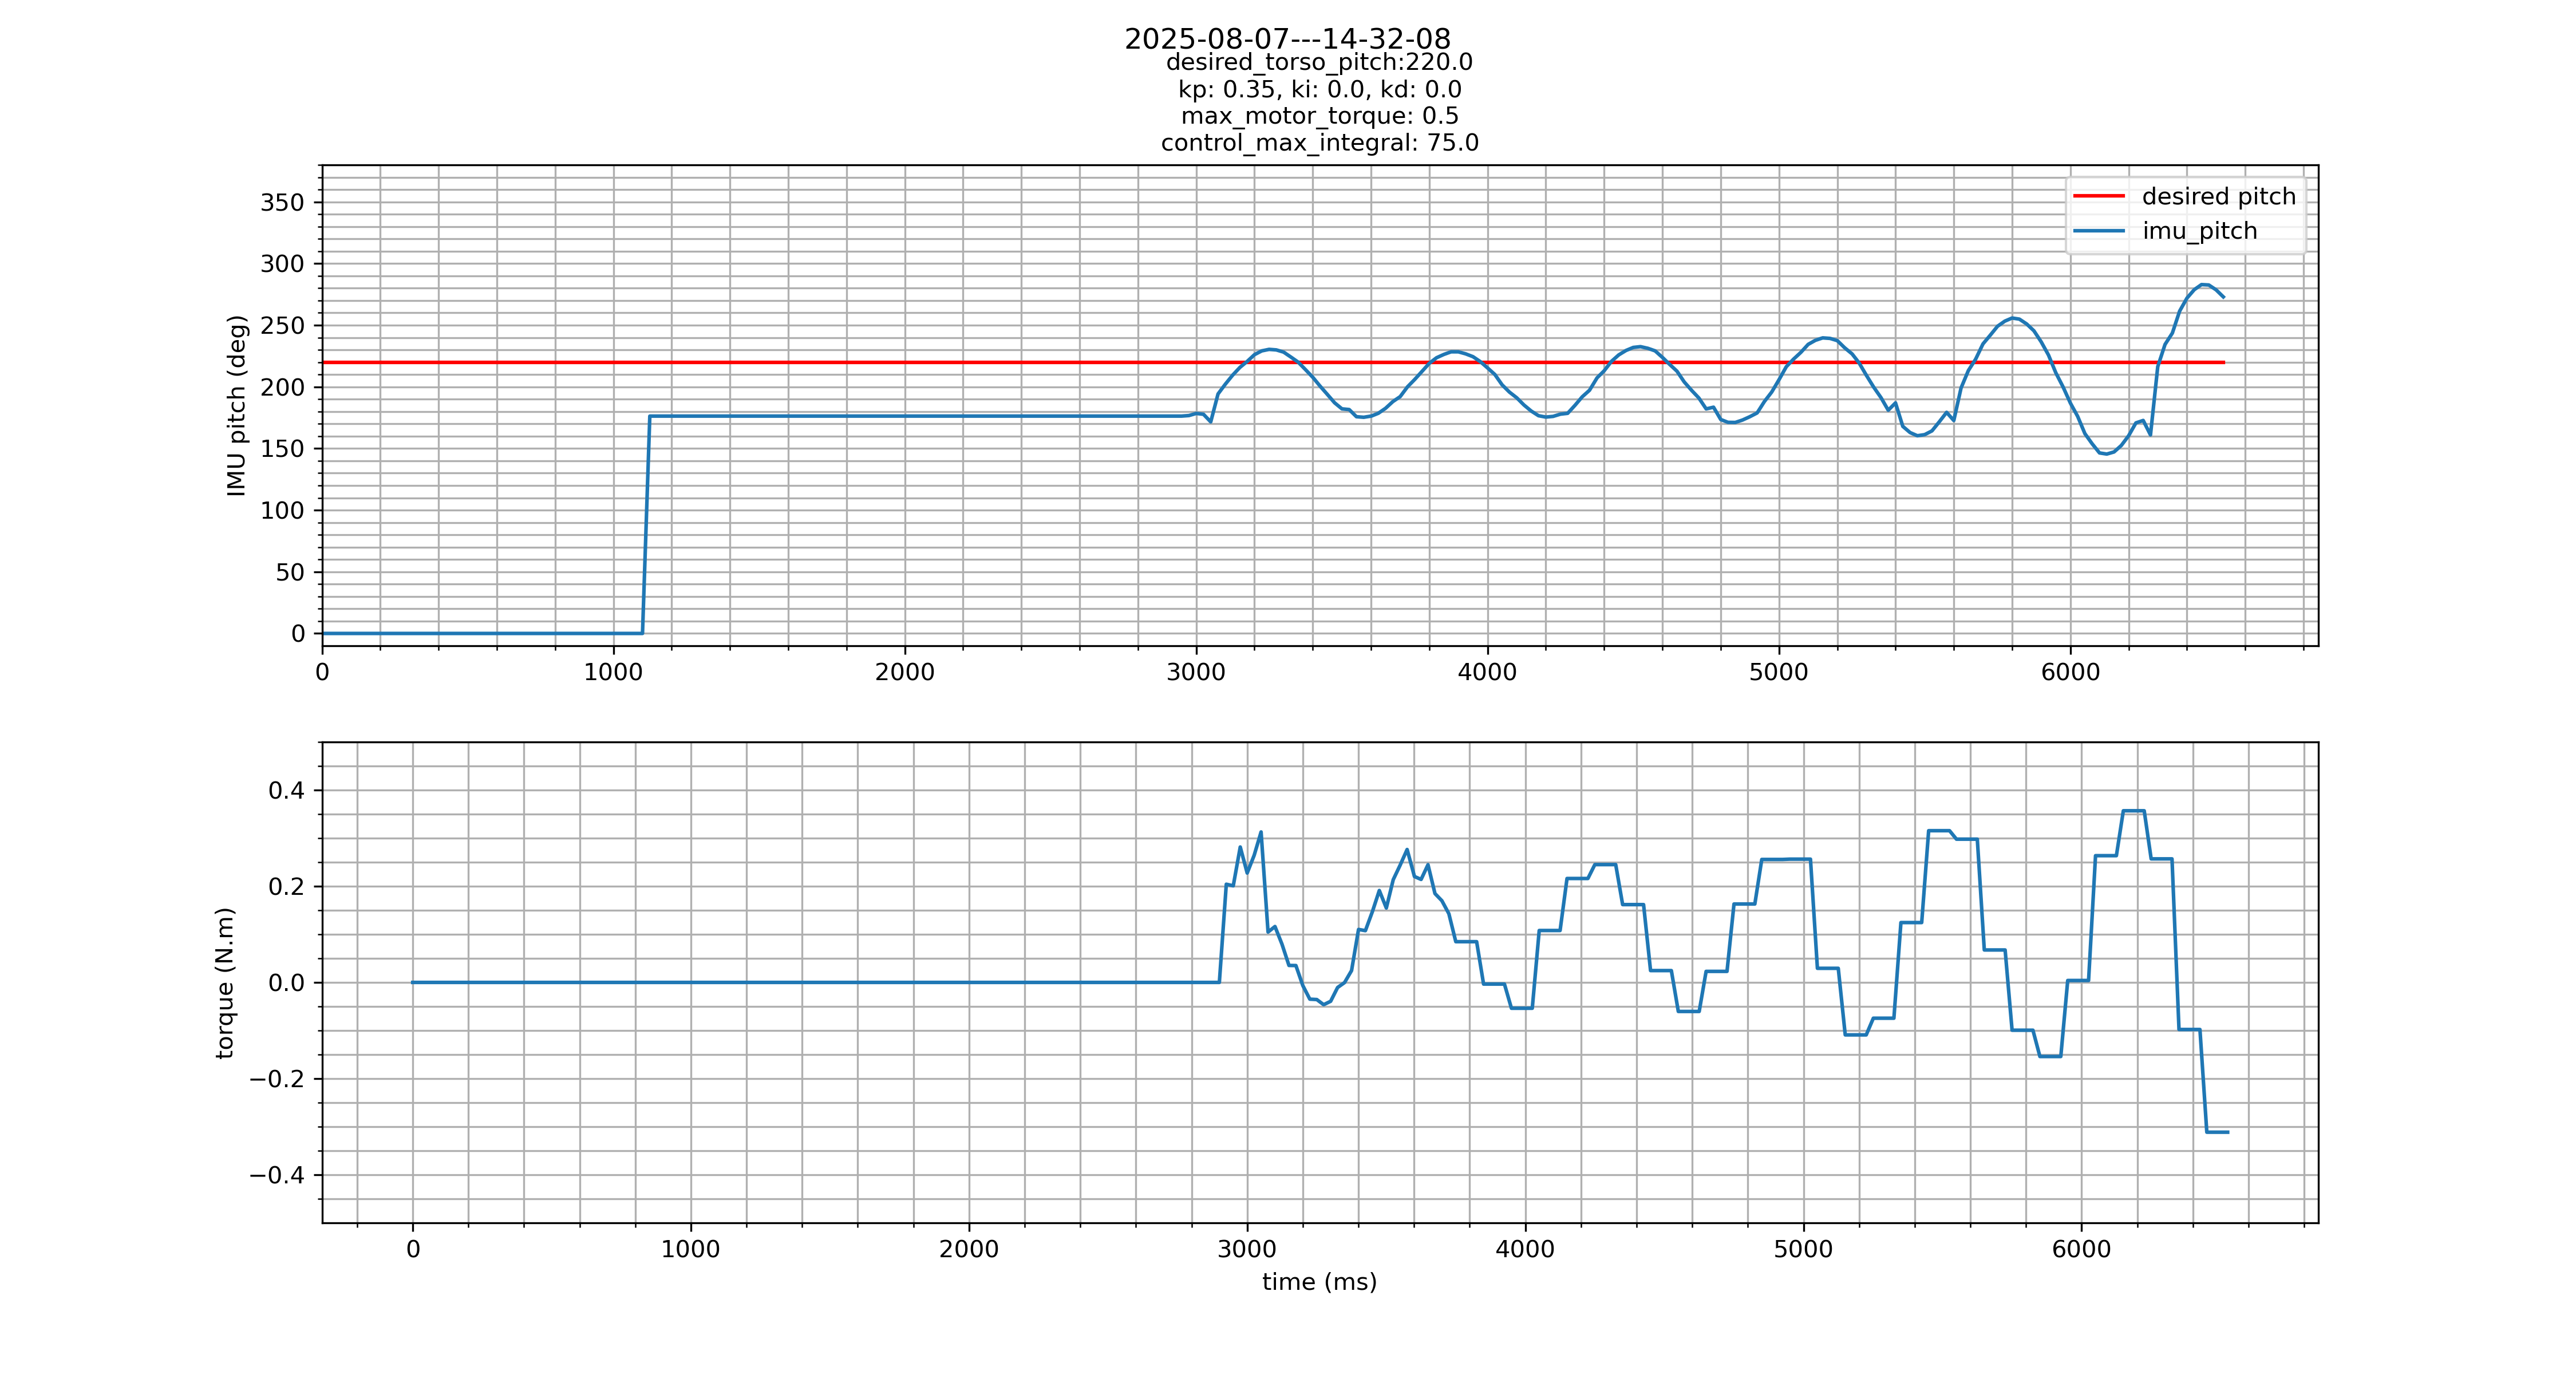 2025-08-07---14-32-08
desired_torso_pitch:220.0
kp: 0.35, ki: 0.0, kd: 0.0
max_motor_torque: 0.5
control_max_integral: 75.0
350
300
250
200
150
100
50
0
IMU pitch (deg)
desired pitch
imu_pitch
0 1000 2000 3000 4000 5000 6000
0.4
0.2
0.0
−0.2
−0.4
torque (N.m)
0 1000 2000 3000 4000 5000 6000
time (ms)